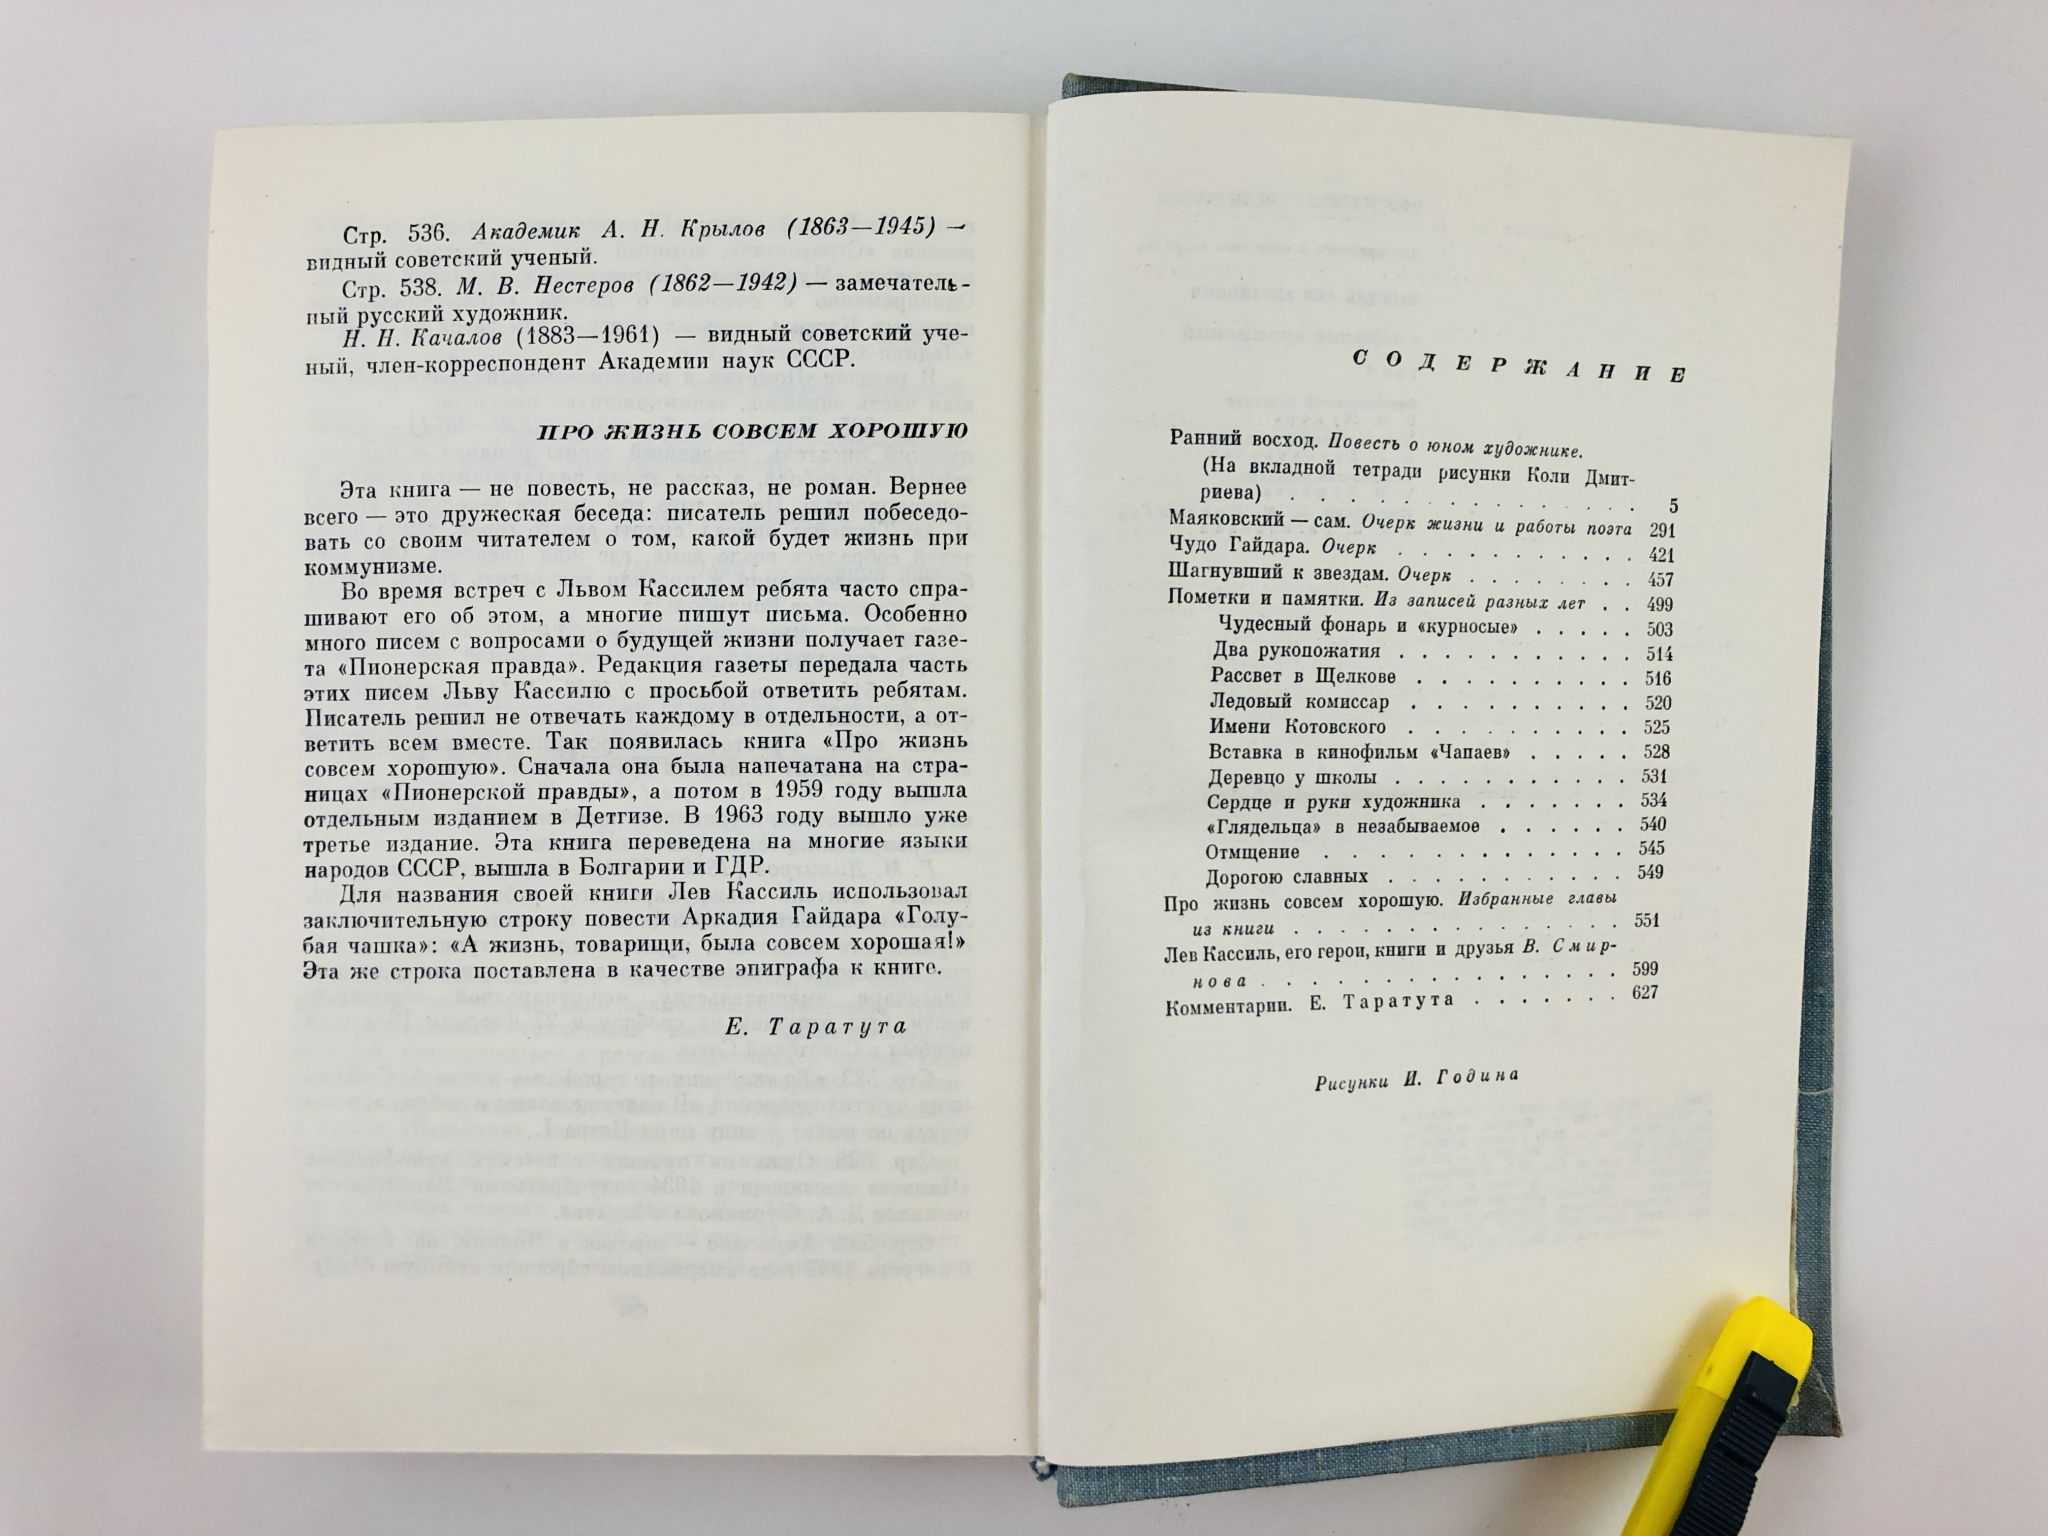 Стр. 536. Академик А. Н. Крылов (1863—1945) —
видный советский ученый.
Стр. 538. М. В. Нестеров (1862—1942) — замечатель-
ный русский художник.
Н. Н. Качалов (1883—1961) — видный советский уче-
ный, член-корреспондент Академии наук СССР.
ПРО ЖИЗНЬ СОВСЕМ ХОРОШУЮ
Эта книга — не повесть, не рассказ, не роман. Вернее
всего — это дружеская беседа: писатель решил побеседо-
вать со своим читателем о том, какой будет жизнь при
коммунизме.
Во время встреч с Львом Кассилем ребята часто спра-
шивают его об этом, а многие пишут письма. Особенно
много писем с вопросами о будущей жизни получает газе-
та «Пионерская правда». Редакция газеты передала часть
этих писем Льву Кассилю с просьбой ответить ребятам.
Писатель решил не отвечать каждому в отдельности, а от-
ветить всем вместе. Так появилась книга «Про жизнь
совсем хорошую». Сначала она была напечатана на стра-
ницах «Пионерской правды», а потом в 1959 году вышла
отдельным изданием в Детгизе. В 1963 году вышло уже
третье издание. Эта книга переведена на многие языки
народов СССР, вышла в Болгарии и ГДР.
Для названия своей книги Лев Кассиль использовал
заключительную строку повести Аркадия Гайдара «Голу-
бая чашка»: «А жизнь, товарищи, была совсем хорошая!»
Эта же строка поставлена в качестве эпиграфа к книге.
Е. Таратута
СОДЕРЖАНИЕ
Ранний восход. Повесть о юном художнике.
(На вкладной тетради рисунки Коли Дмит-
риева) . . . . . . . . . . . . . . 5
Маяковский — сам. Очерк жизни и работы поэта 291
Чудо Гайдара. Очерк . . . . . . . . . . 421
Шагнувший к звездам. Очерк . . . . . . . 457
Пометки и памятки. Из записей разных лет . . 499
Чудесный фонарь и «курносые» . . . . . 503
Два рукопожатия . . . . . . . . . . 514
Рассвет в Щелкове . . . . . . . . . 516
Ледовый комиссар . . . . . . . . . 520
Имени Котовского . . . . . . . . . 525
Вставка в кинофильм «Чапаев» . . . . . 528
Деревцо у школы . . . . . . . . . . 531
Сердце и руки художника . . . . . . . 534
«Глядельца» в незабываемое . . . . . . 540
Отмщение . . . . . . . . . . . . 545
Дорогою славных . . . . . . . . . . 549
Про жизнь совсем хорошую. Избранные главы
из книги . . . . . . . . . . . . . 551
Лев Кассиль, его герои, книги и друзья В. Смир-
нова . . . . . . . . . . . . . . . 599
Комментарии. Е. Таратута . . . . . . . 627
Рисунки И. Година